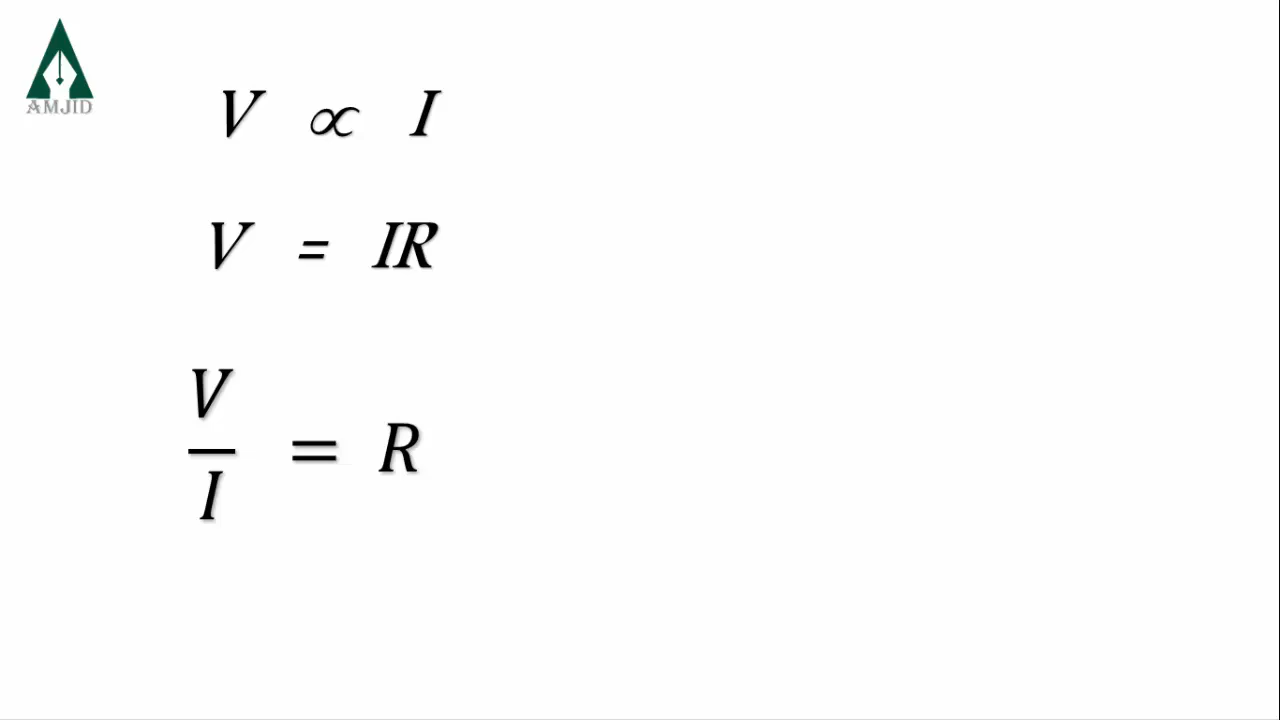 AMJID
V ∝ I
V = IR
V/I = R